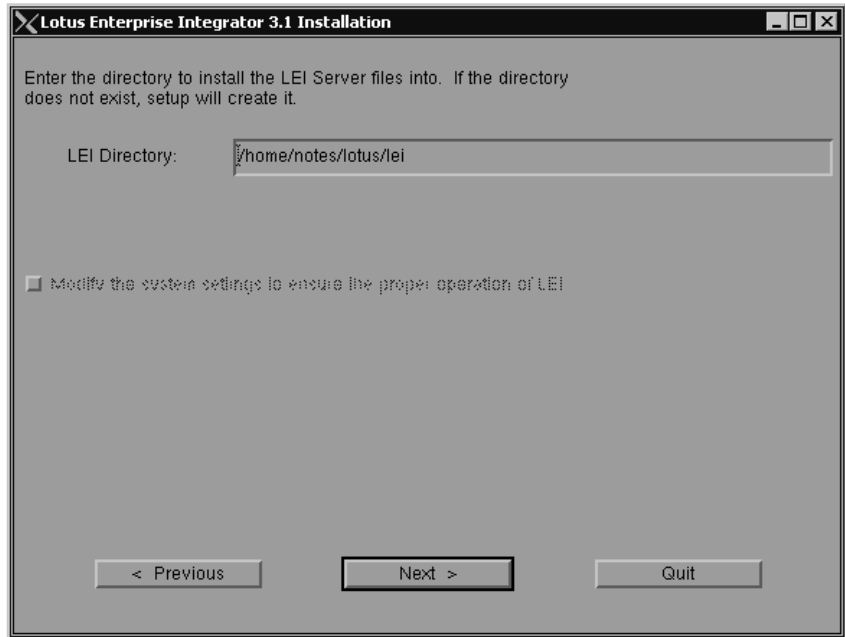 Lotus Enterprise Integrator 3.1 Installation
Enter the directory to install the LEI Server files into. If the directory
does not exist, setup will create it.
LEI Directory: /home/notes/lotus/lei
Modify the system settings to ensure the proper operation of LEI
< Previous Next > Quit